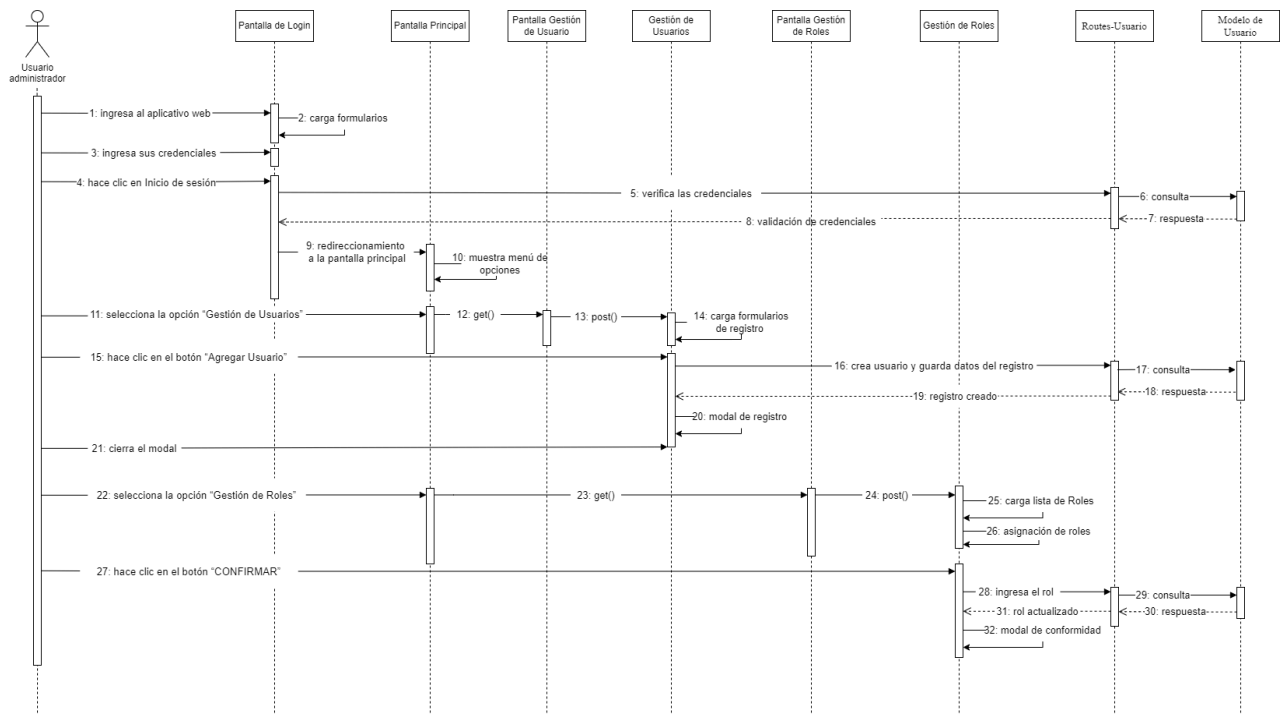 Usuario
administrador
Pantalla de Login
Pantalla Principal
Pantalla Gestión
de Usuario
Gestión de
Usuarios
Pantalla Gestión
de Roles
Gestión de Roles
Routes-Usuario
Modelo de
Usuario
1: ingresa al aplicativo web
2: carga formularios
3: ingresa sus credenciales
4: hace clic en Inicio de sesión
5: verifica las credenciales
6: consulta
7: respuesta
8: validación de credenciales
9: redireccionamiento
a la pantalla principal
10: muestra menú de
opciones
11: selecciona la opción “Gestión de Usuarios”
12: get()
13: post()
14: carga formularios
de registro
15: hace clic en el botón “Agregar Usuario”
16: crea usuario y guarda datos del registro
17: consulta
18: respuesta
19: registro creado
20: modal de registro
21: cierra el modal
22: selecciona la opción “Gestión de Roles”
23: get()
24: post()
25: carga lista de Roles
26: asignación de roles
27: hace clic en el botón “CONFIRMAR”
28: ingresa el rol
29: consulta
30: respuesta
31: rol actualizado
32: modal de conformidad